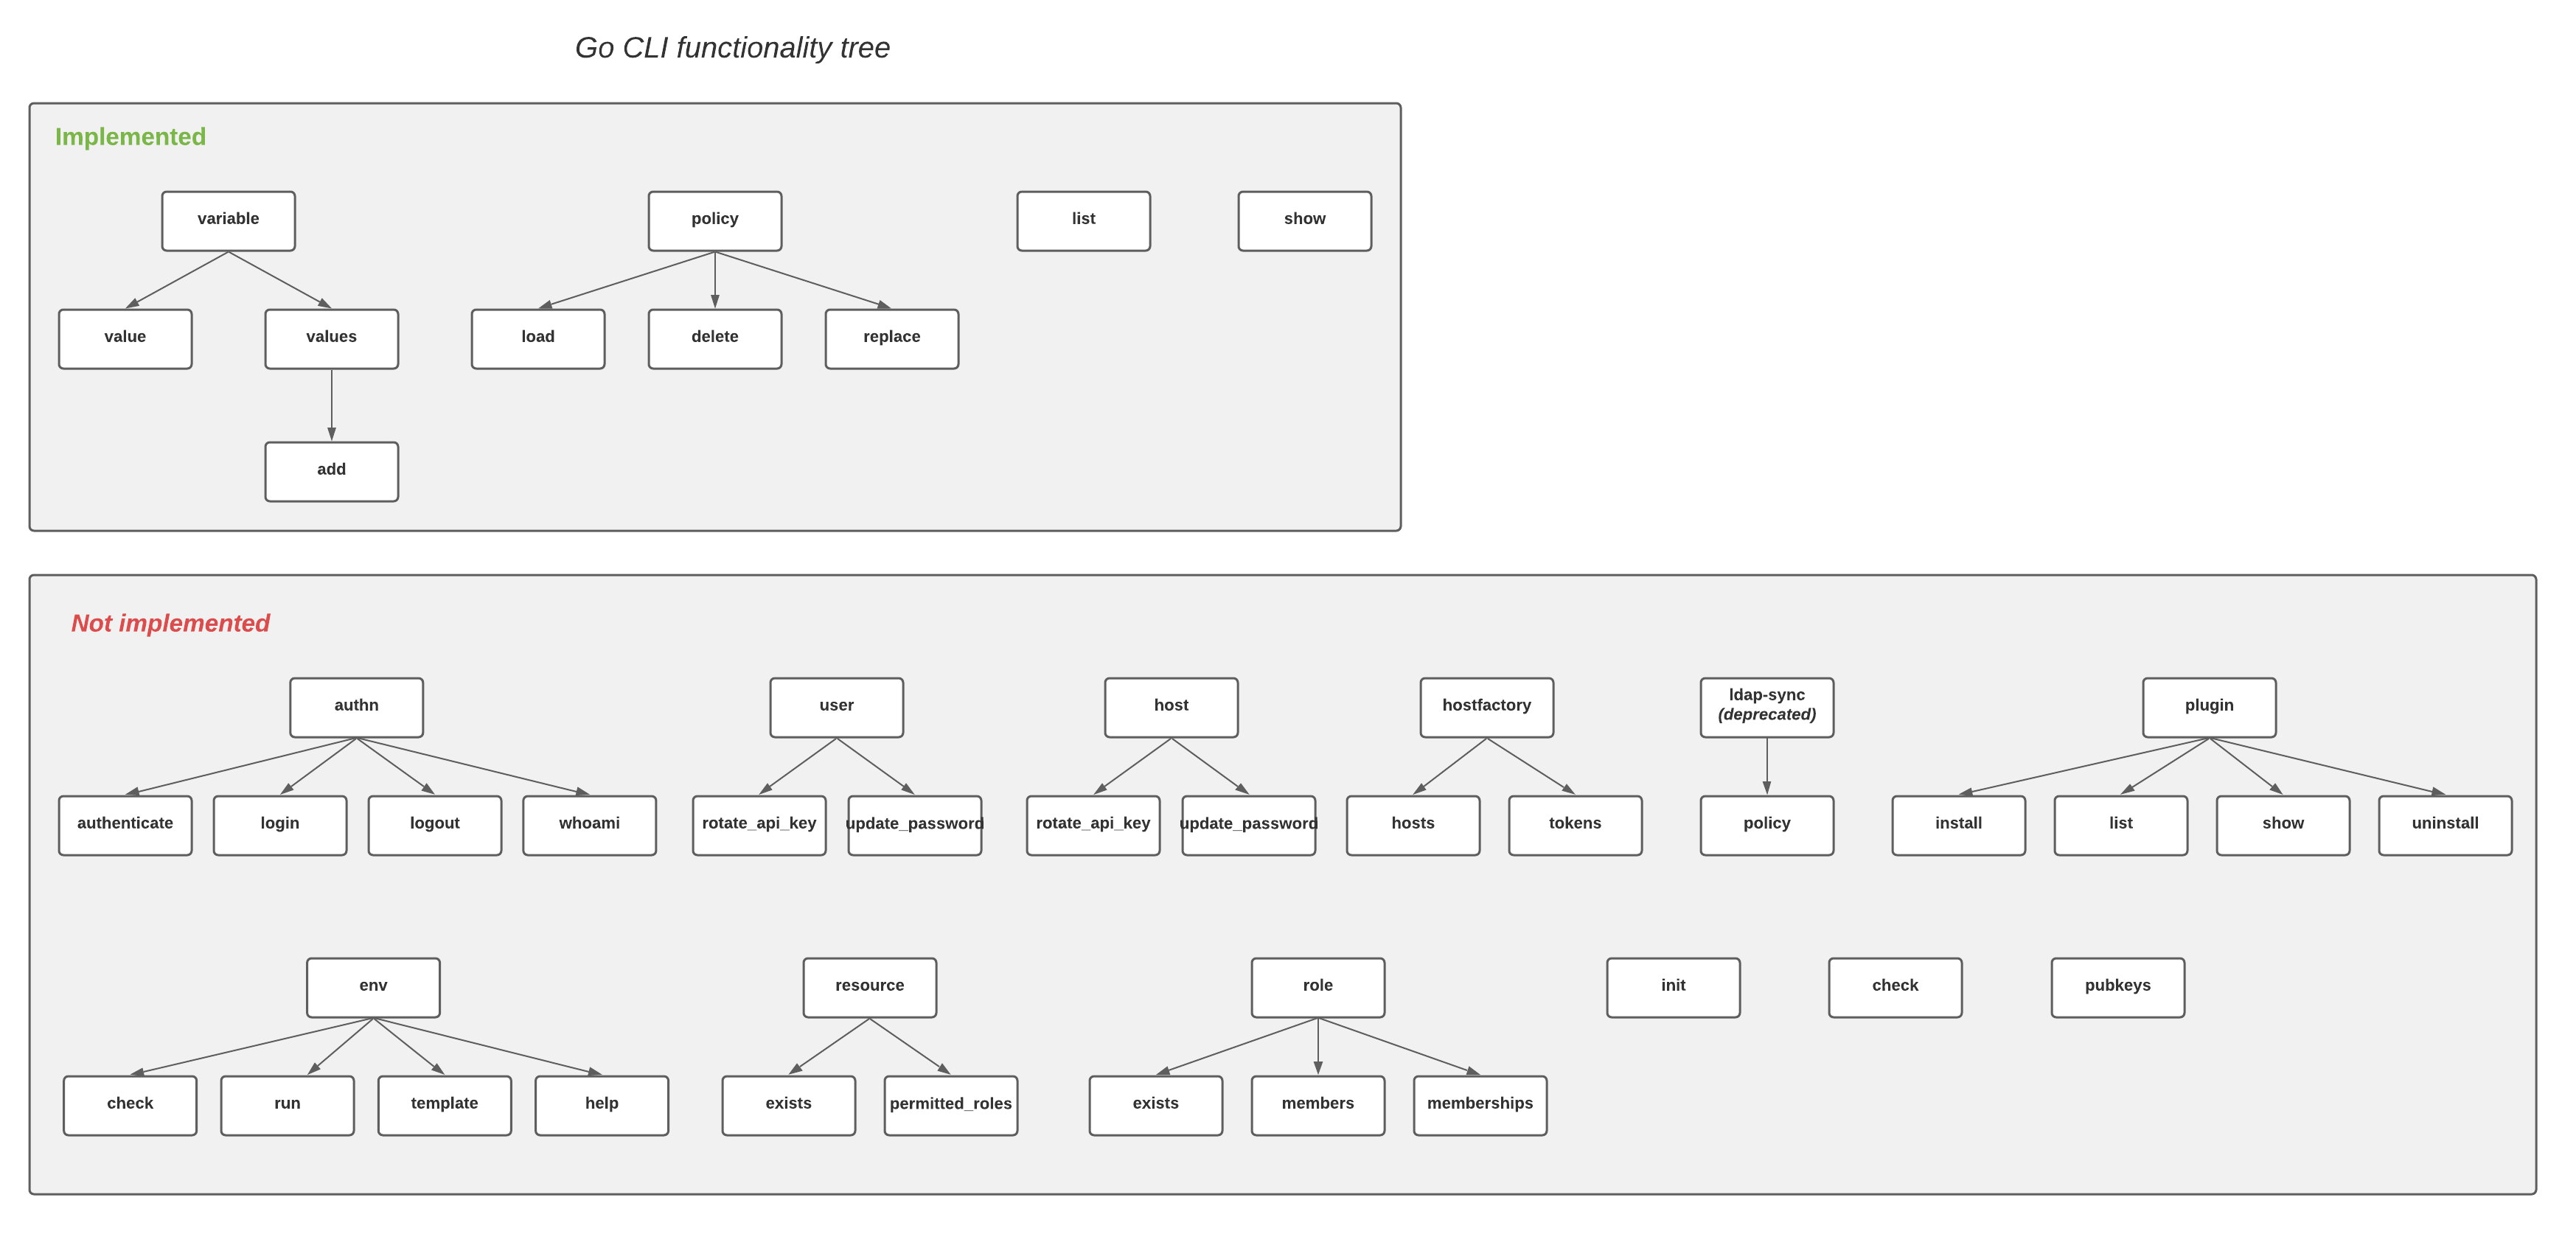 Go CLI functionality tree
Implemented
variable
policy
list
show
value
values
load
delete
replace
add
Not implemented
authn
user
host
hostfactory
ldap-sync
(deprecated)
plugin
authenticate
login
logout
whoami
rotate_api_key
update_password
rotate_api_key
update_password
hosts
tokens
policy
install
list
show
uninstall
env
resource
role
init
check
pubkeys
check
run
template
help
exists
permitted_roles
exists
members
memberships